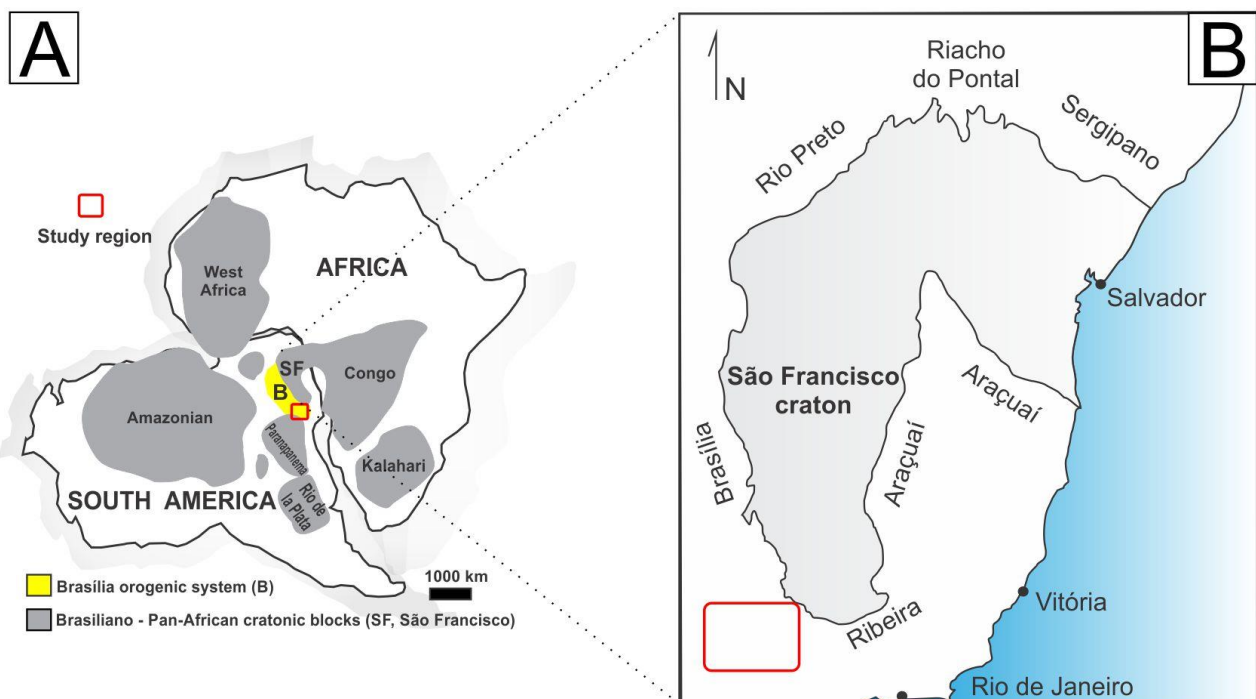 A
Study region
West
Africa
AFRICA
SF
B
Congo
Amazonian
Paranapanema
Kalahari
SOUTH AMERICA
Rio de
la Plata
1000 km
Brasília orogenic system (B)
Brasiliano - Pan-African cratonic blocks (SF, São Francisco)
B
N
Riacho
do Pontal
Rio Preto
Sergipano
Salvador
São Francisco
craton
Araçuaí
Araçuaí
Brasília
Vitória
Ribeira
Rio de Janeiro